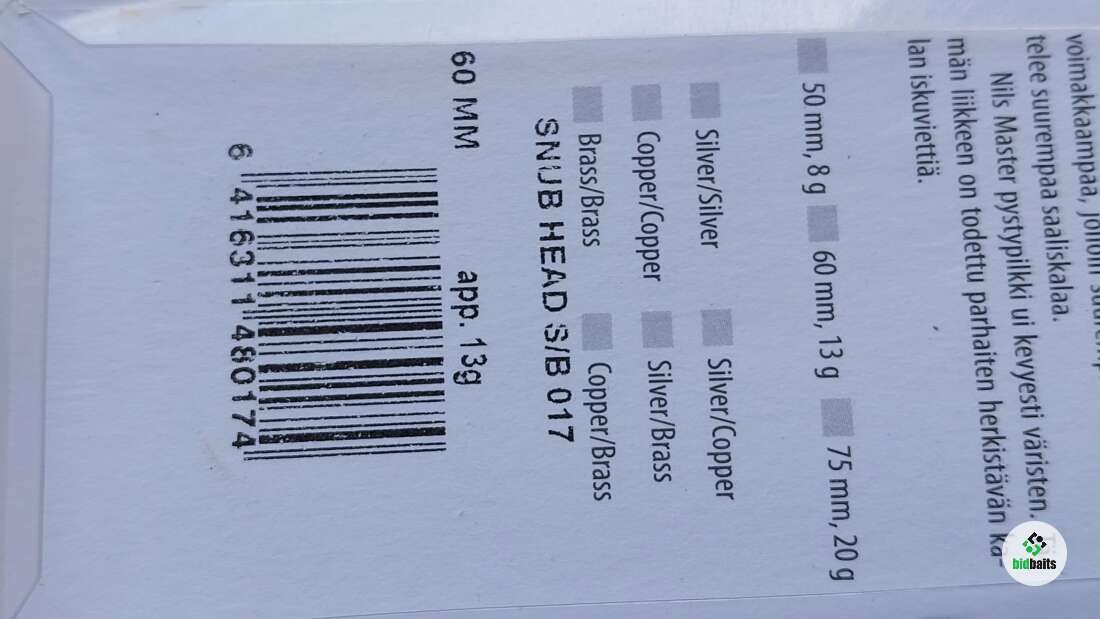 voimakkaampaa, jolloin
telee suurempaa saaliskalaa.
Nils Master pystypilkki ui kevyesti väristen.
män liikkeen on todettu parhaiten herkistävän ka-
lan iskuviettiä.
50 mm, 8 g 60 mm, 13 g 75 mm, 20 g
Silver/Silver Silver/Copper
Copper/Copper Silver/Brass
Brass/Brass Copper/Brass
SNUB HEAD S/B 017
60 MM app. 13g
6 416311 480174
bidbaits